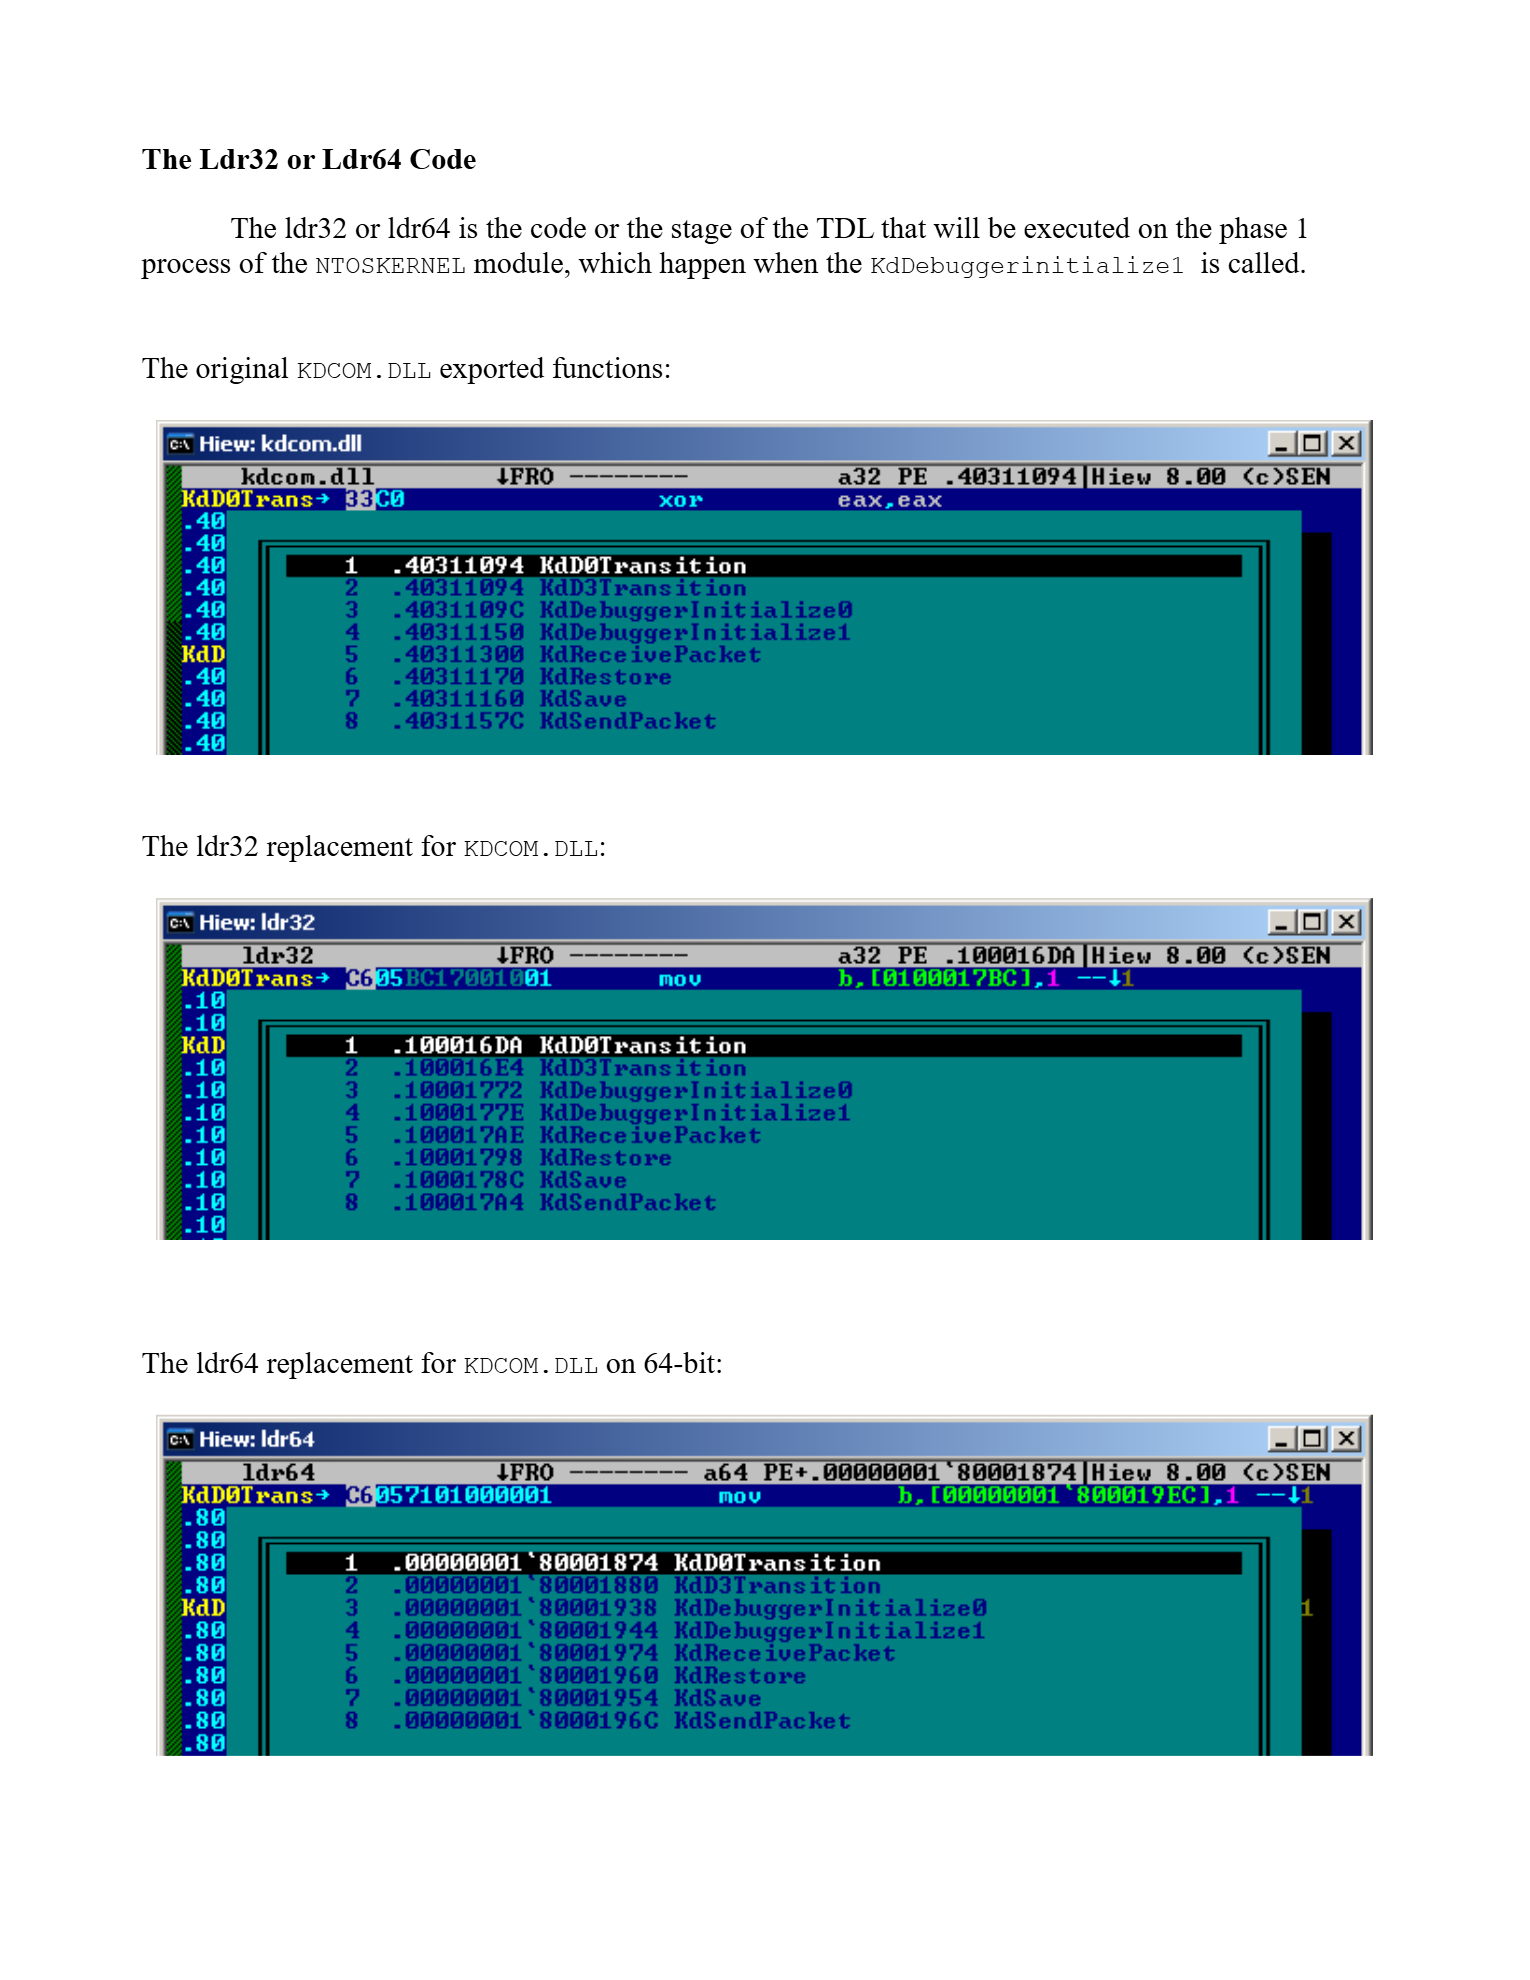 The Ldr32 or Ldr64 Code
The ldr32 or ldr64 is the code or the stage of the TDL that will be executed on the phase 1
process of the NTOSKERNEL module, which happen when the KdDebuggerinitialize1 is called.
The original KDCOM.DLL exported functions:
C:\ Hiew: kdcom.dll
kdcom.dll ↓FRO -------- a32 PE .40311094|Hiew 8.00 (c)SEN
KdD0Trans→ 33C0 xor eax,eax
.40
.40
.40 1 .40311094 KdD0Transition
.40 2 .40311094 KdD3Transition
.40 3 .4031109C KdDebuggerInitialize0
.40 4 .40311150 KdDebuggerInitialize1
KdD 5 .40311300 KdReceivePacket
.40 6 .40311170 KdRestore
.40 7 .40311160 KdSave
.40 8 .4031157C KdSendPacket
.40
The ldr32 replacement for KDCOM.DLL:
C:\ Hiew: ldr32
ldr32 ↓FRO -------- a32 PE .100016DA|Hiew 8.00 (c)SEN
KdD0Trans→ C605BC17001001 mov b,[0100017BC],1 --↓1
.10
.10
KdD 1 .100016DA KdD0Transition
.10 2 .100016E4 KdD3Transition
.10 3 .10001772 KdDebuggerInitialize0
.10 4 .1000177E KdDebuggerInitialize1
.10 5 .100017AE KdReceivePacket
.10 6 .10001798 KdRestore
.10 7 .1000178C KdSave
.10 8 .100017A4 KdSendPacket
.10
The ldr64 replacement for KDCOM.DLL on 64-bit:
C:\ Hiew: ldr64
ldr64 ↓FRO -------- a64 PE+.00000001`80001874|Hiew 8.00 (c)SEN
KdD0Trans→ C6057101000001 mov b,[00000001`800019EC],1 --↓1
.80
.80
.80 1 .00000001`80001874 KdD0Transition
.80 2 .00000001`80001880 KdD3Transition
KdD 3 .00000001`80001938 KdDebuggerInitialize0 1
.80 4 .00000001`80001944 KdDebuggerInitialize1
.80 5 .00000001`80001974 KdReceivePacket
.80 6 .00000001`80001960 KdRestore
.80 7 .00000001`80001954 KdSave
.80 8 .00000001`8000196C KdSendPacket
.80